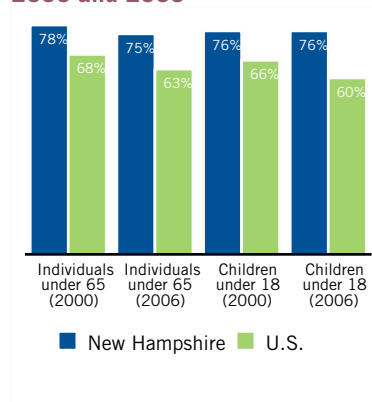 78%
68%
75%
63%
76%
66%
76%
60%
Individuals
under 65
(2000)
Individuals
under 65
(2006)
Children
under 18
(2000)
Children
under 18
(2006)
New Hampshire
U.S.